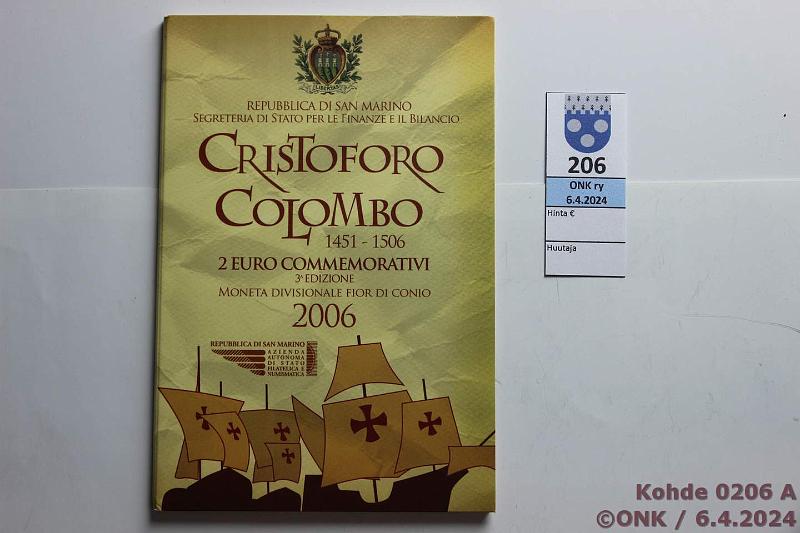 LIBERTAS
REPUBBLICA DI SAN MARINO
SEGRETERIA DI STATO PER LE FINANZE E IL BILANCIO
CRISTOFORO
COLOMBO
1451 - 1506
2 EURO COMMEMORATIVI
3ª EDIZIONE
MONETA DIVISIONALE FIOR DI CONIO
2006
REPUBBLICA DI SAN MARINO
AZIENDA
AUTONOMA
DI STATO
FILATELICA E
NUMISMATICA
206
ONK ry
6.4.2024
Hinta €
Huutaja
Kohde 0206 A
©ONK / 6.4.2024